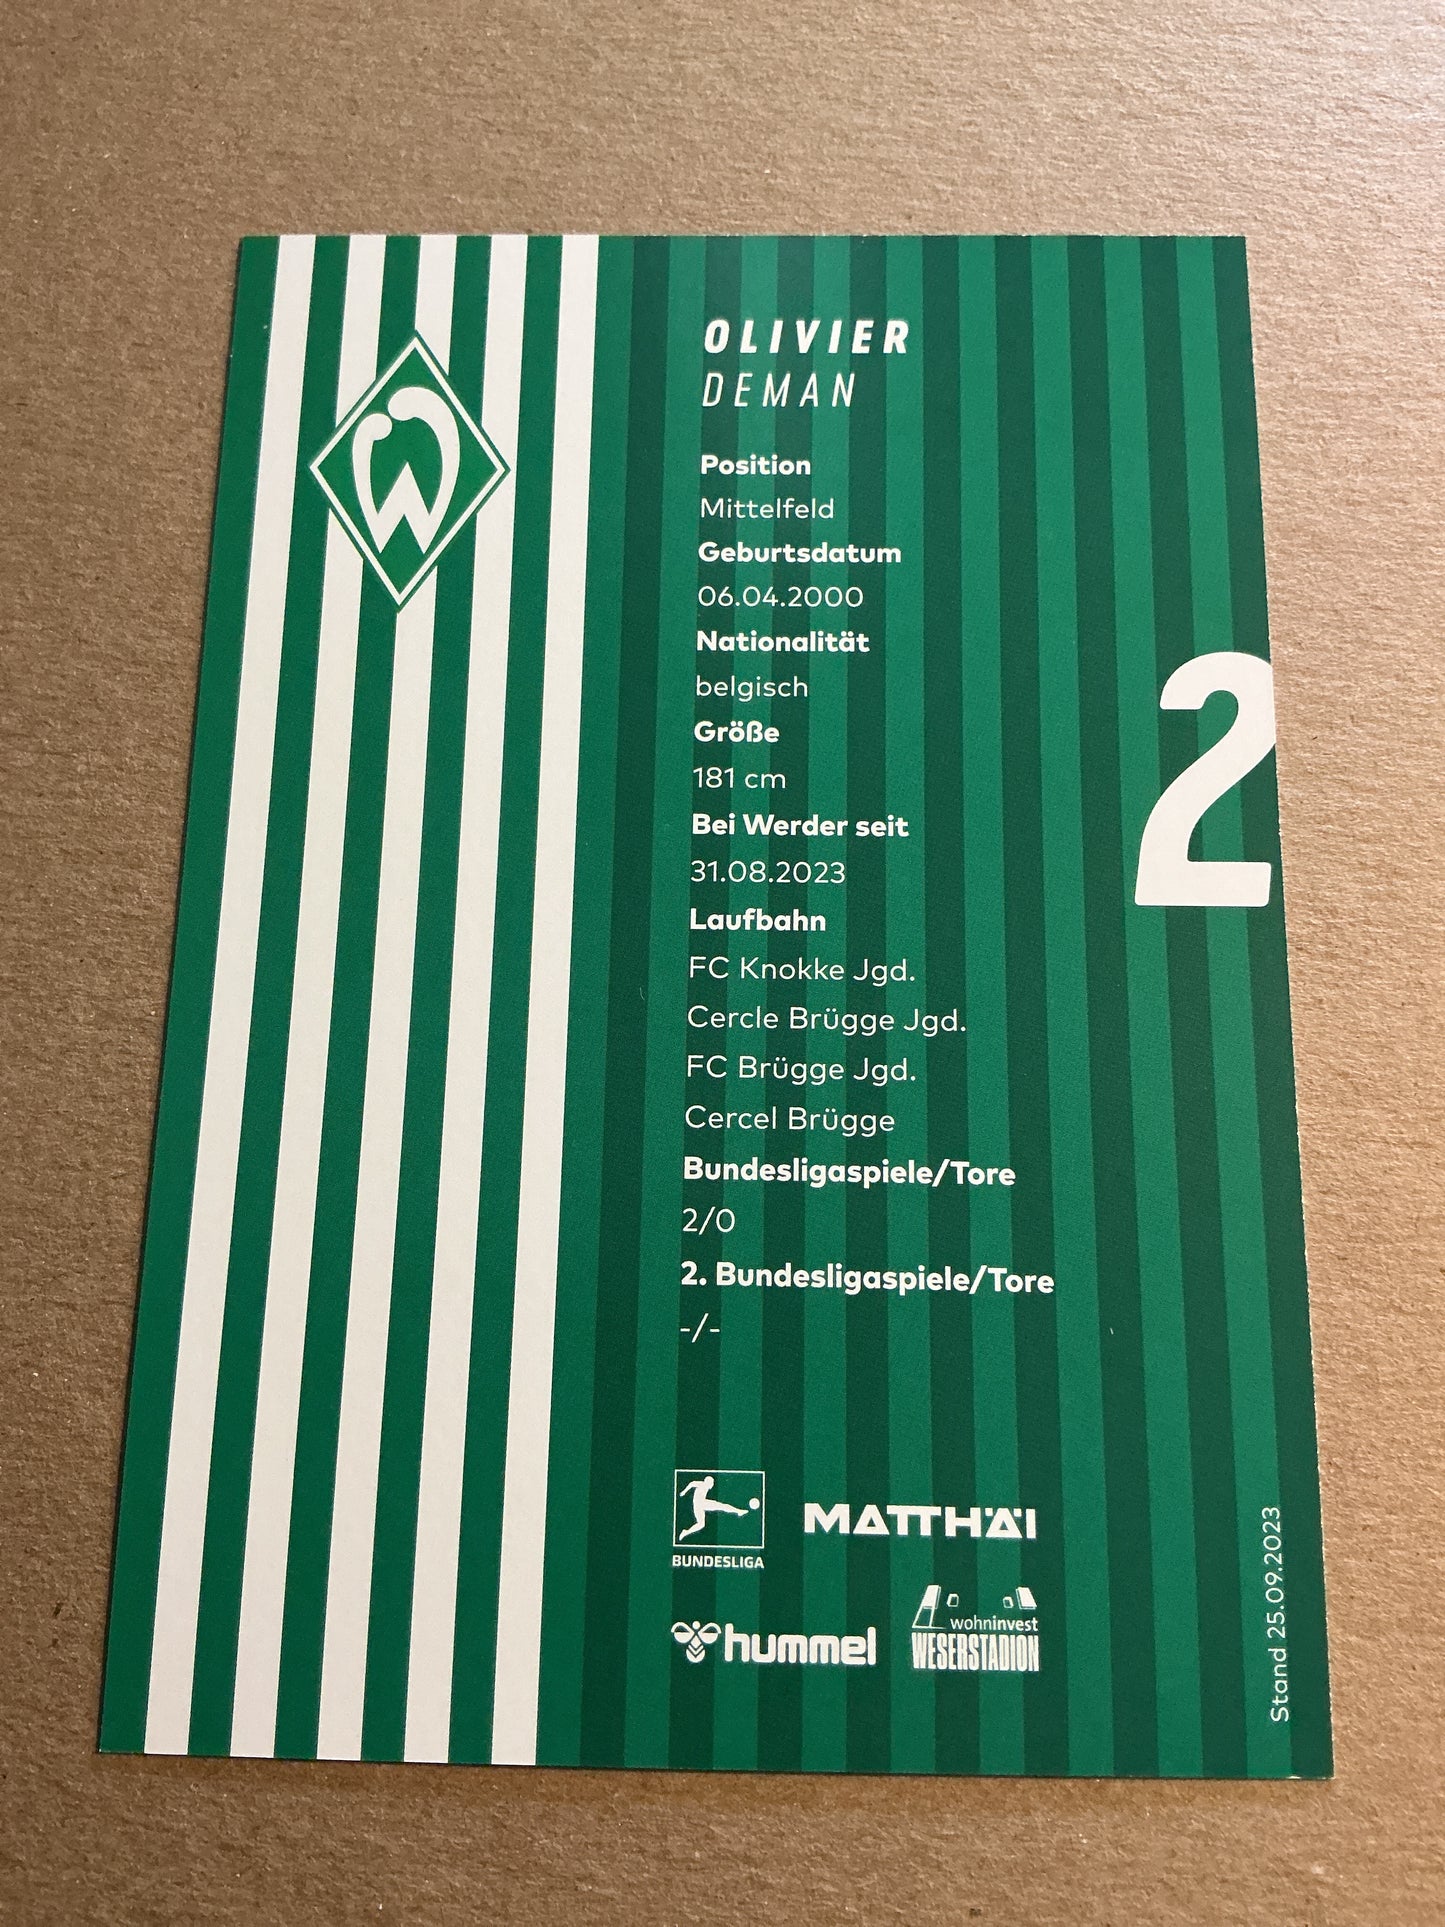 OLIVIER
DEMAN
Position
Mittelfeld
Geburtsdatum
06.04.2000
Nationalität
belgisch
Größe
181 cm
Bei Werder seit
31.08.2023
Laufbahn
FC Knokke Jgd.
Cercle Brügge Jgd.
FC Brügge Jgd.
Cercel Brügge
Bundesligaspiele/Tore
2/0
2. Bundesligaspiele/Tore
-/-
2
W
BUNDESLIGA
MATTHÄI
hummel
wohninvest
WESERSTADION
Stand 25.09.2023